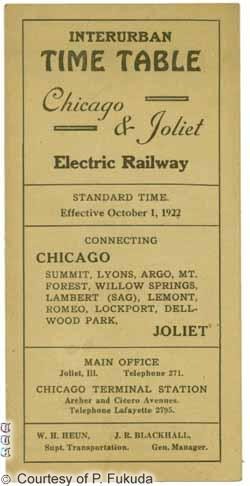 INTERURBAN
TIME TABLE
Chicago
& Joliet
Electric Railway
STANDARD TIME.
Effective October 1, 1922
CONNECTING
CHICAGO
SUMMIT, LYONS, ARGO, MT.
FOREST, WILLOW SPRINGS,
LAMBERT (SAG), LEMONT,
ROMEO, LOCKPORT, DELL-
WOOD PARK,
JOLIET
MAIN OFFICE
Joliet, Ill. Telephone 271.
CHICAGO TERMINAL STATION
Archer and Cicero Avenues.
Telephone Lafayette 2795.
W. H. HEUN, J. R. BLACKHALL,
Supt. Transportation. Gen. Manager.
© Courtesy of P. Fukuda